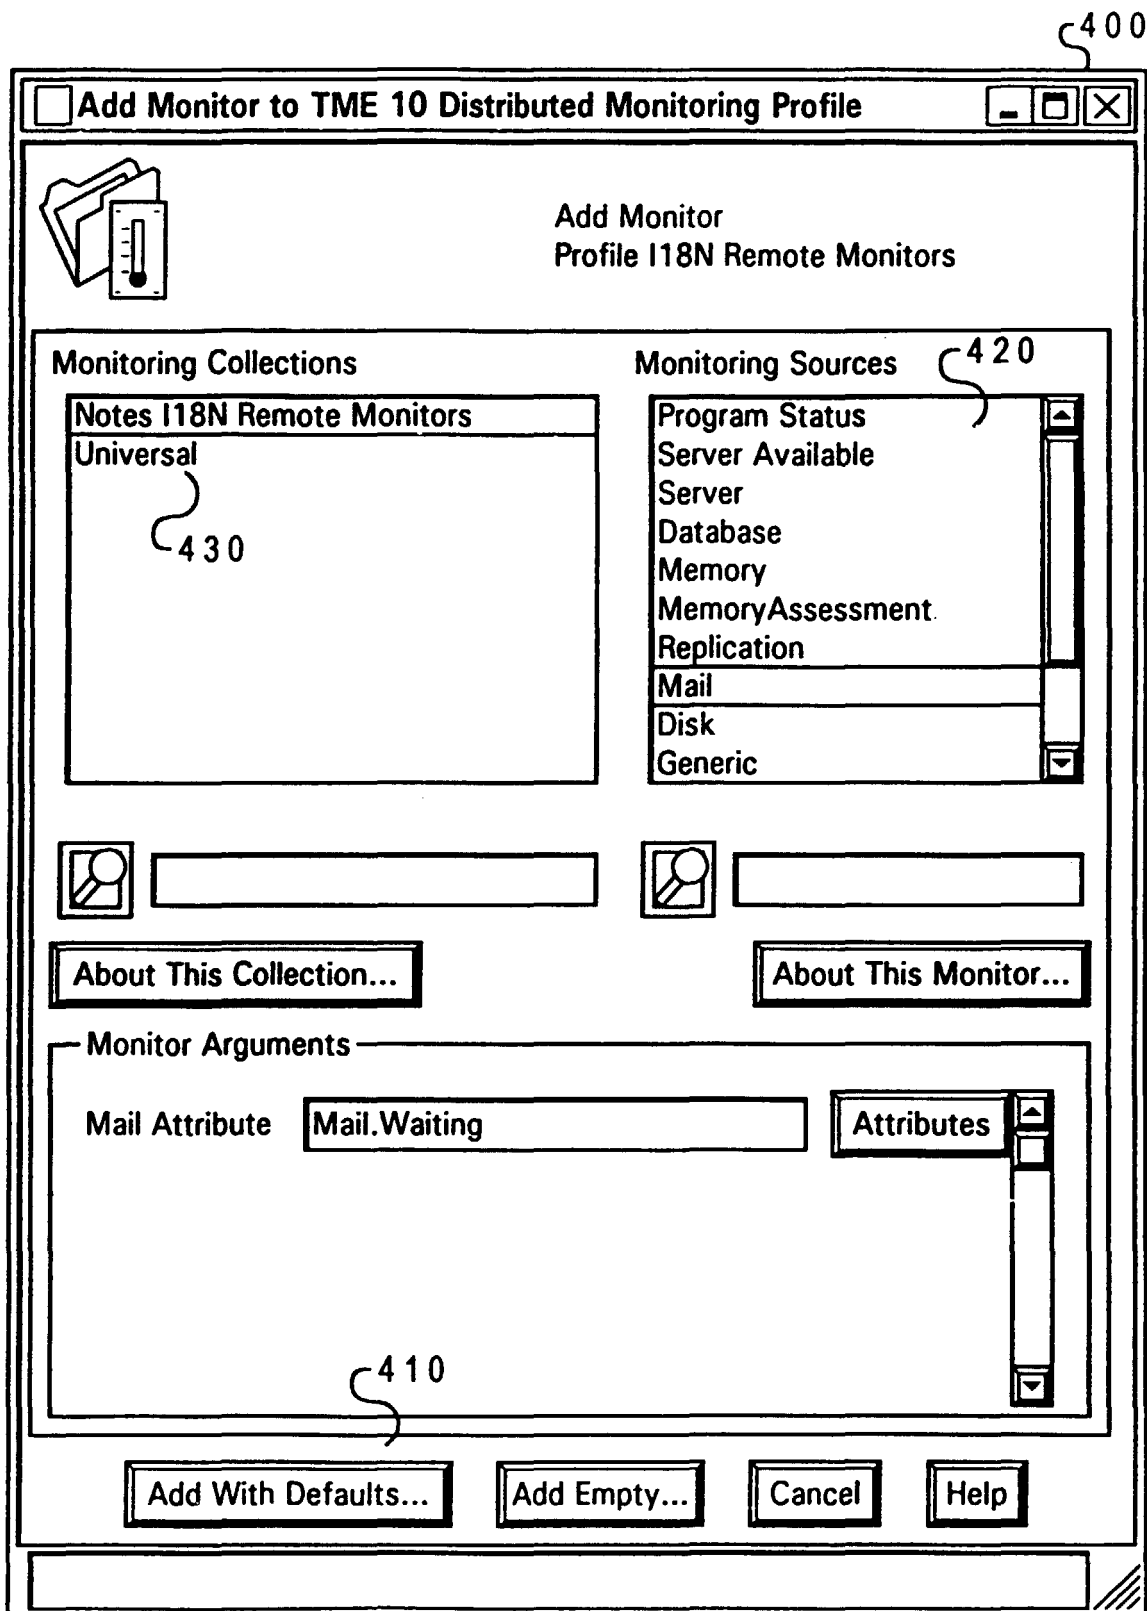 400
Add Monitor to TME 10 Distributed Monitoring Profile
Add Monitor
Profile I18N Remote Monitors
Monitoring Collections
Notes I18N Remote Monitors
Universal
430
Monitoring Sources
420
Program Status
Server Available
Server
Database
Memory
MemoryAssessment
Replication
Mail
Disk
Generic
About This Collection...
About This Monitor...
Monitor Arguments
Mail Attribute
Mail.Waiting
Attributes
410
Add With Defaults...
Add Empty...
Cancel
Help